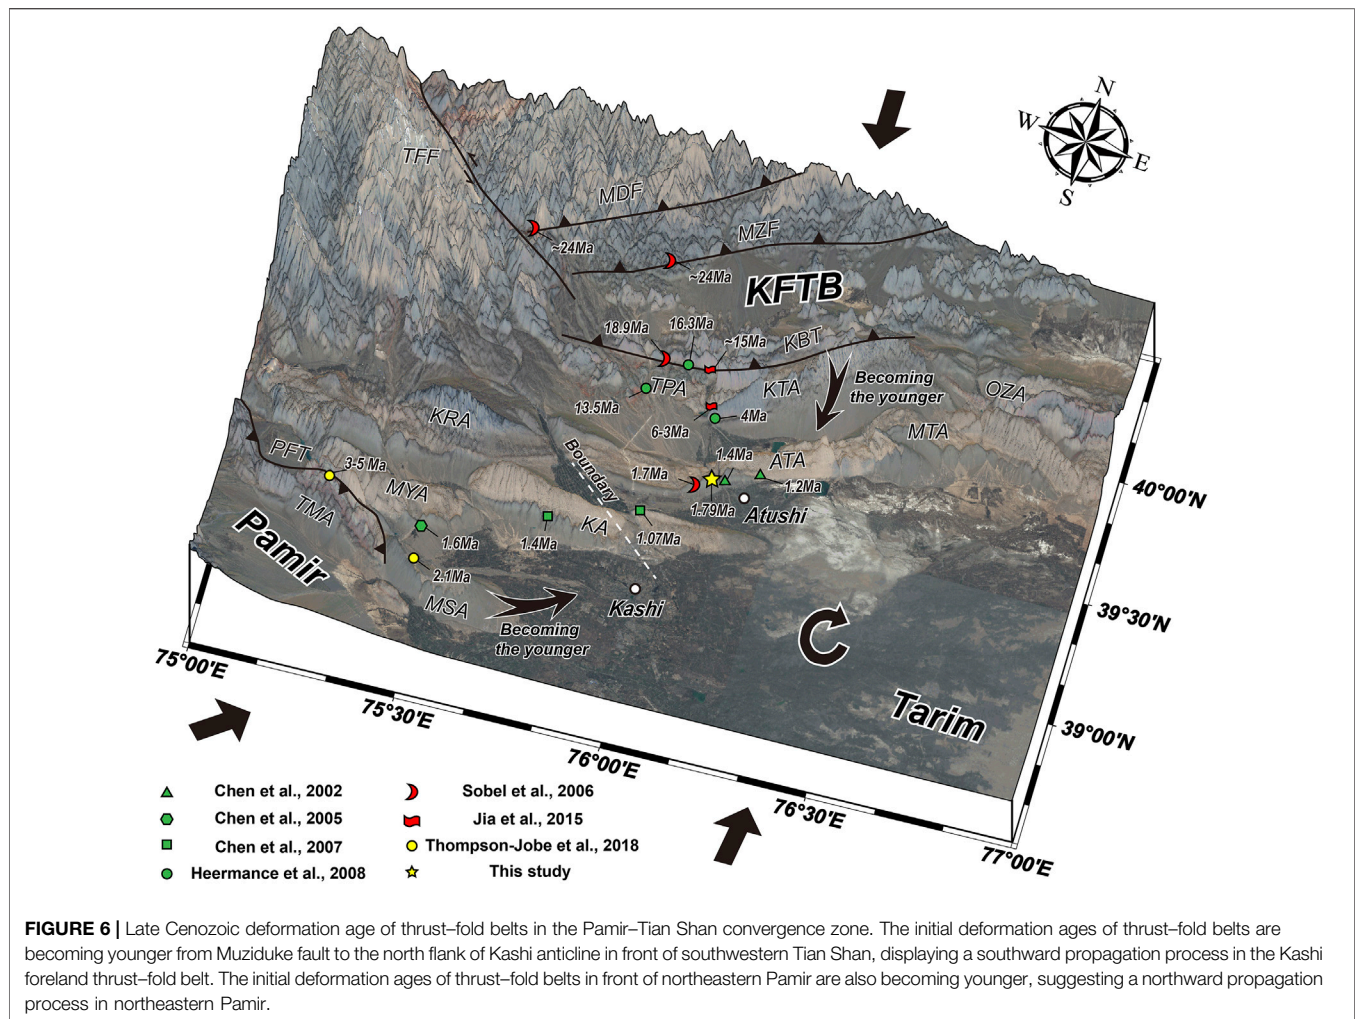 N
W
E
S
TFF
MDF
~24Ma
MZF
~24Ma
KFTB
18.9Ma
16.3Ma
~15Ma
KBT
TPA
KTA
Becoming
the younger
OZA
13.5Ma
4Ma
6-3Ma
KRA
MTA
Boundary
1.4Ma
ATA
1.7Ma
1.2Ma
PFT
3-5 Ma
MYA
1.79Ma
Atushi
40°00'N
TMA
Pamir
1.6Ma
1.4Ma
KA
1.07Ma
2.1Ma
MSA
Kashi
Becoming
the younger
39°30'N
75°00'E
Tarim
39°00'N
75°30'E
76°00'E
76°30'E
77°00'E
Chen et al., 2002
Chen et al., 2005
Chen et al., 2007
Heermance et al., 2008
Sobel et al., 2006
Jia et al., 2015
Thompson-Jobe et al., 2018
This study
FIGURE 6 | Late Cenozoic deformation age of thrust–fold belts in the Pamir–Tian Shan convergence zone. The initial deformation ages of thrust–fold belts are
becoming younger from Muziduke fault to the north flank of Kashi anticline in front of southwestern Tian Shan, displaying a southward propagation process in the Kashi
foreland thrust–fold belt. The initial deformation ages of thrust–fold belts in front of northeastern Pamir are also becoming younger, suggesting a northward propagation
process in northeastern Pamir.